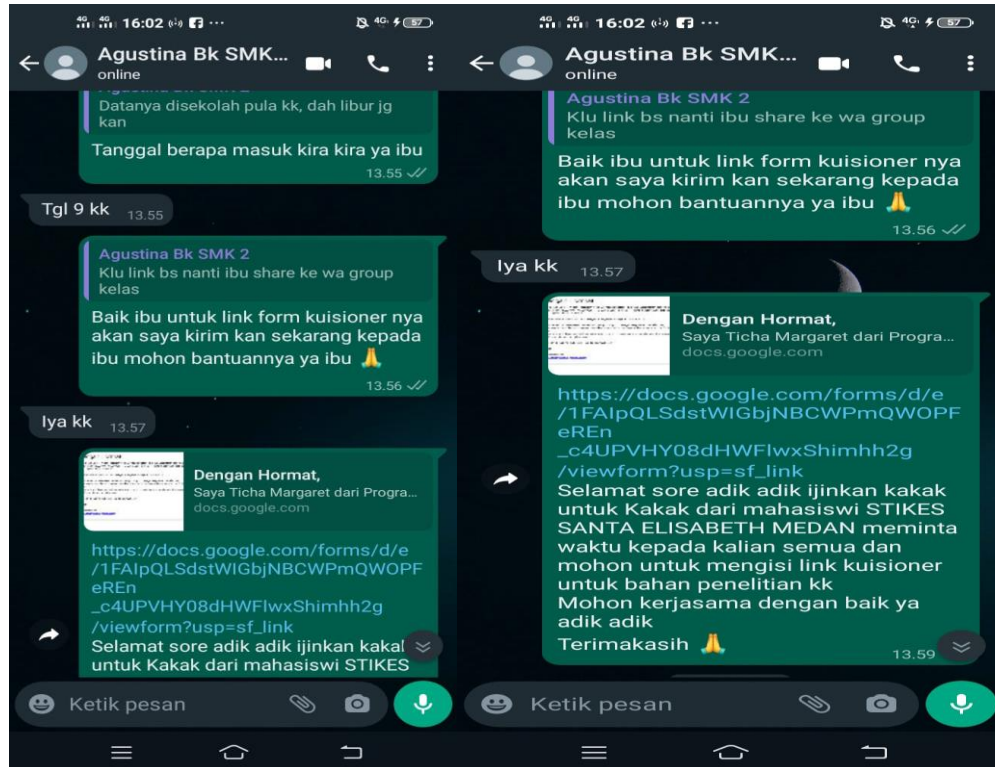 16:02
57
Agustina Bk SMK...
online
Datanya disekolah pula kk, dah libur jg
kan
Tanggal berapa masuk kira kira ya ibu
13.55
Tgl 9 kk 13.55
Agustina Bk SMK 2
Klu link bs nanti ibu share ke wa group
kelas
Baik ibu untuk link form kuisioner nya
akan saya kirim kan sekarang kepada
ibu mohon bantuannya ya ibu 🙏
13.56
Iya kk 13.57
Dengan Hormat,
Saya Ticha Margaret dari Progra...
docs.google.com
https://docs.google.com/forms/d/e
/1FAIpQLSdstWIGbjNBCWPmQWOPF
eREn
_c4UPVHY08dHWFlwxShimhh2g
/viewform?usp=sf_link
Selamat sore adik adik ijinkan kakak
untuk Kakak dari mahasiswi STIKES
Ketik pesan
4G 4G 16:02 4G 57
Agustina Bk SMK...
online
Agustina Bk SMK 2
Klu link bs nanti ibu share ke wa group
kelas
Baik ibu untuk link form kuisioner nya
akan saya kirim kan sekarang kepada
ibu mohon bantuannya ya ibu 🙏
13.56
Iya kk 13.57
Dengan Hormat,
Saya Ticha Margaret dari Progra...
docs.google.com
https://docs.google.com/forms/d/e
/1FAIpQLSdstWIGbjNBCWPmQWOPF
eREn
_c4UPVHY08dHWFlwxShimhh2g
/viewform?usp=sf_link
Selamat sore adik adik ijinkan kakak
untuk Kakak dari mahasiswi STIKES
SANTA ELISABETH MEDAN meminta
waktu kepada kalian semua dan
mohon untuk mengisi link kuisioner
untuk bahan penelitian kk
Mohon kerjasama dengan baik ya
adik adik
Terimakasih 🙏
13.59
Ketik pesan